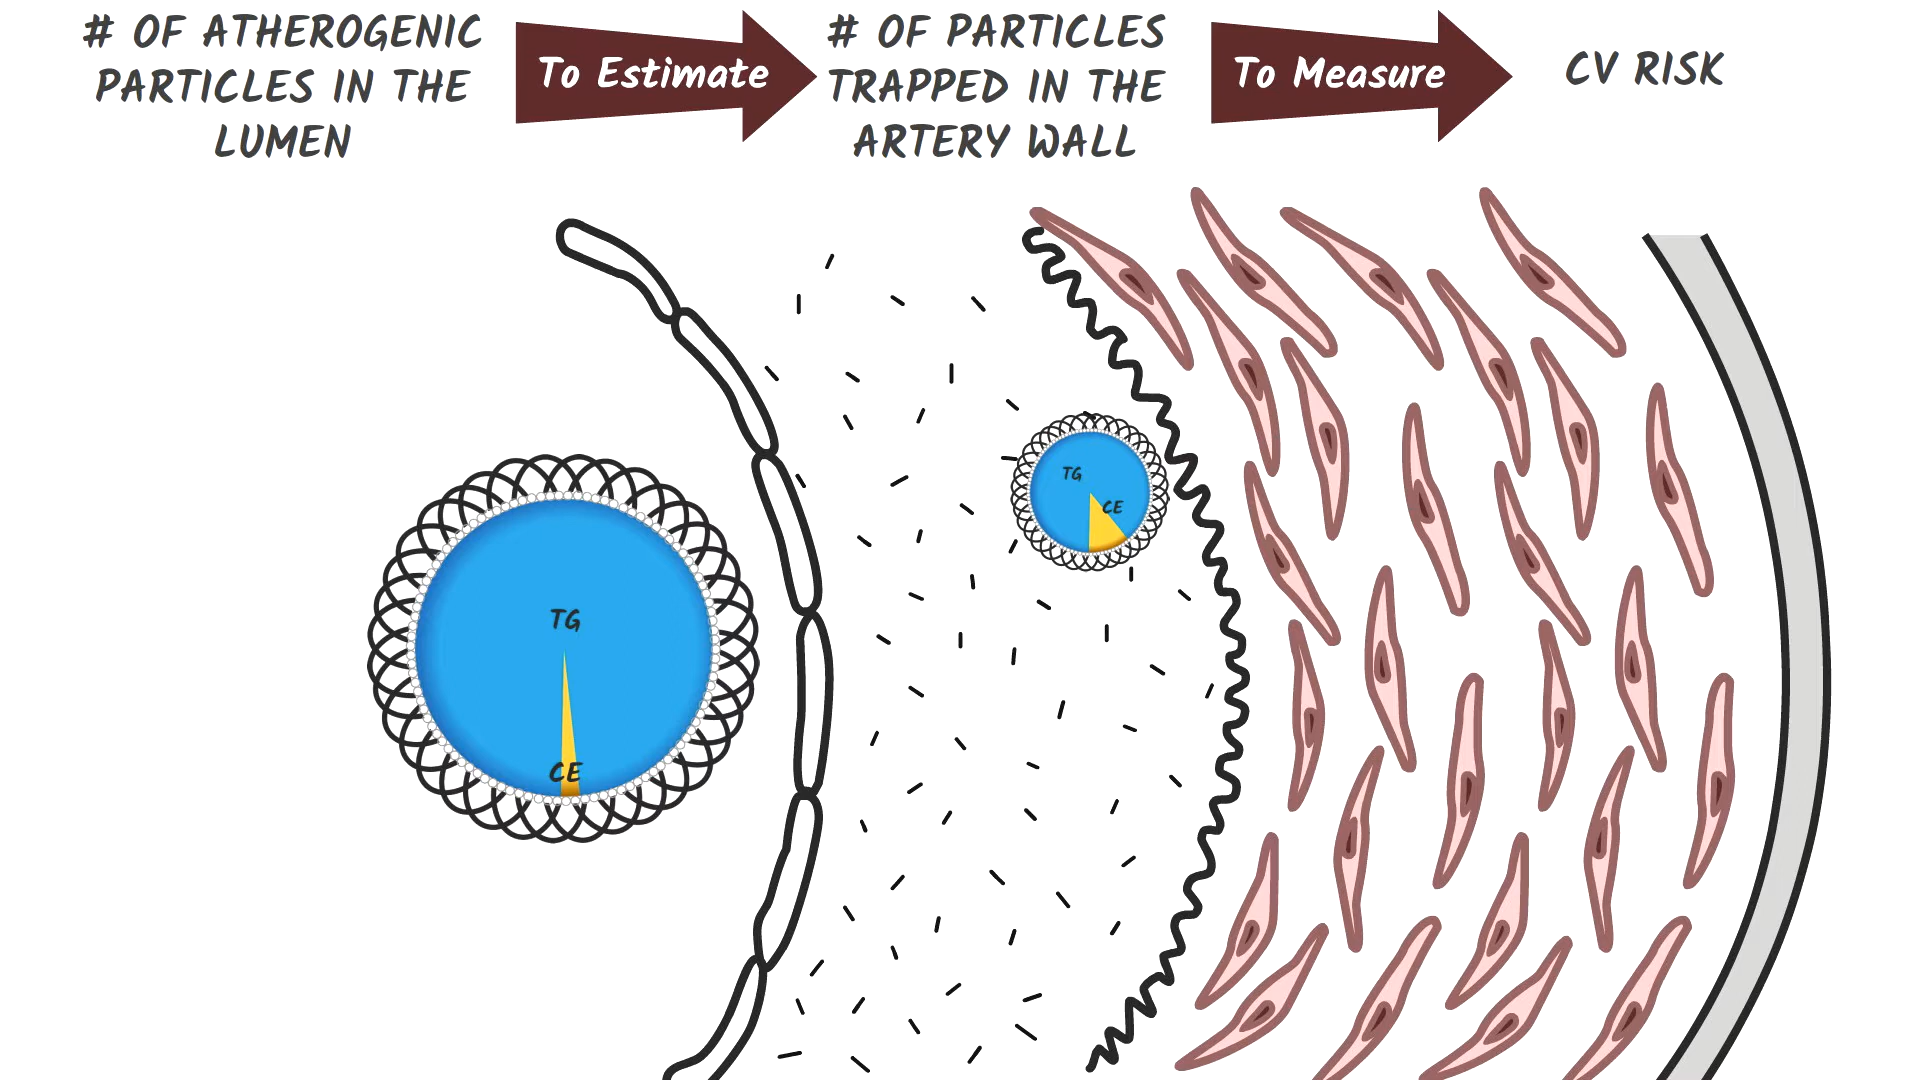 # OF ATHEROGENIC
PARTICLES IN THE
LUMEN
To Estimate
# OF PARTICLES
TRAPPED IN THE
ARTERY WALL
To Measure
CV RISK
TG
CE
TG
CE